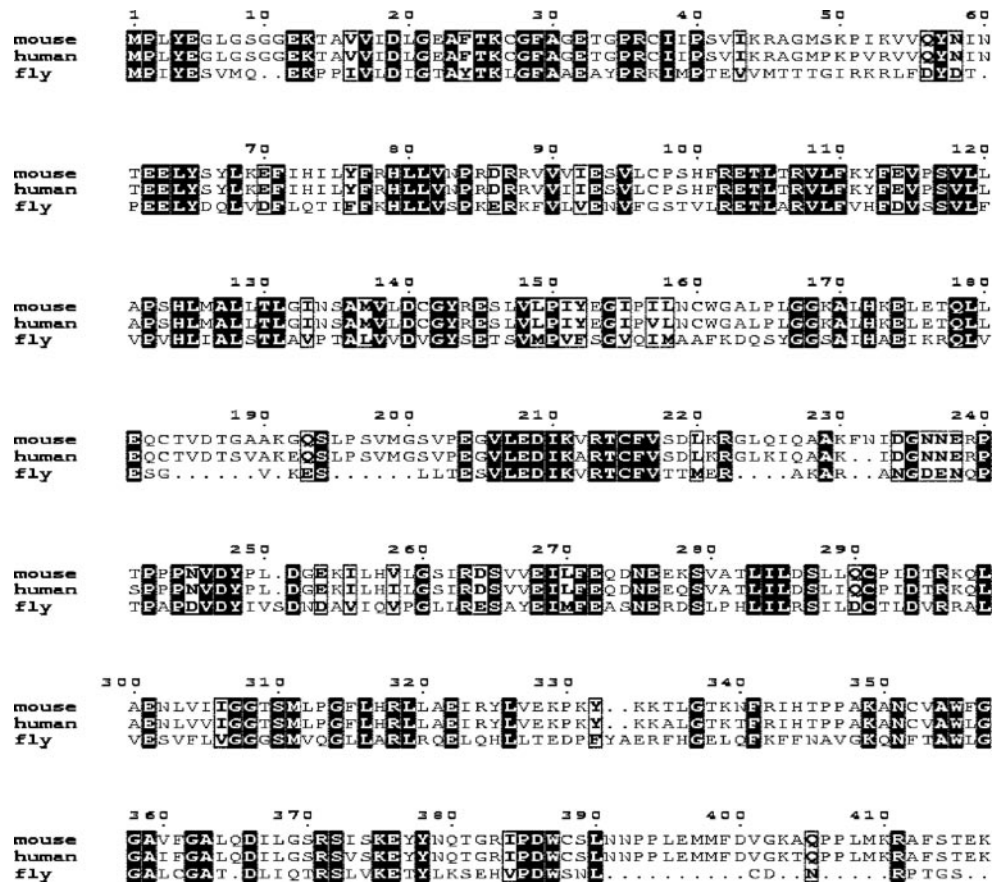 1 10 20 30 40 50 60
mouse MPLYEGLGSGGEKTAVVIDLGEAFTKCGFAGETGPRCIIPSVIKRAGMSKPIKVVQYNIN
human MPLYEGLGSGGEKTAVVIDLGEAFTKCGFAGETGPRCIIPSVIKRAGMPKPVRVVQYNIN
fly MPIYESVMQ..EKPPIVLDIGTAYTKLGFAAEAYPRKIMPTEVVMTTTGIRKRLFDYDT.
70 80 90 100 110 120
mouse TEELYSYLKEFIHILYFRHLLVNPRDRRVVVIESVLCPSHFRETLTRVLFKYFEVPSVLL
human TEELYSYLKEFIHILYFRHLLVNPRDRRVVIIESVLCPSHFRETLTRVLFKYFEVPSVLL
fly PEELYDQLVDFLQTIFFKHLLVSPKERKFVLVENVFGSTVLRETLARVLFVHFDVSSVLF
130 140 150 160 170 180
mouse APSHLMALLTLGINSAMVLDCGYRESLVLPIYEGIPILNCWGALPLGGKALHKELETQLL
human APSHLMALLTLGINSAMVLDCGYRESLVLPIYEGIPVLNCWGALPLGGKALHKELETQLL
fly VPVHLIALSTLAVPTALVVDVGYSETSVMPVFSGVQIMAAFKDQSYGGSAIHAEIKRQLV
190 200 210 220 230 240
mouse EQCTVDTGAAKGQSLPSVMGSVPEGVLEDIKVRTCFVSDLKRGLQIQAAKFNIDGNNERP
human EQCTVDTSVAKEQSLPSVMGSVPEGVLEDIKARTCFVSDLKRGLKIQAAK..IDGNNERP
fly ESG......V.KES.....LLTESVLEDIKVRTCFVTTMER.....AKAR..ANGDENQP
250 260 270 280 290
mouse TPPPNVDYPL.DGEKILHVLGSIRDSVVEILFEQDNEEKSVATLILDSLLQCPIDTRKQL
human SPPPNVDYPL.DGEKILHILGSIRDSVVEILFEQDNEEQSVATLILDSLIQCPIDTRKQL
fly TPAPDVDYIVSDNDAVIQVPGLLRESAYEIMFEASNERDSLPHLILRSILDCTLDVRRAL
300 310 320 330 340 350
mouse AENLVIIGGTSMLPGFLHRLLAEIRYLVEKPKY..KKTLGTKNFRIHTPPAKANCVAWFG
human AENLVVIGGTSMLPGFLHRLLAEIRYLVEKPKY..KKALGTKTFRIHTPPAKANCVAWFG
fly VESVFLVGGGSMVQGLLARLRQELQHLLTEDPFYAERFHGELQFKFFNAVGKQNFTAWLG
360 370 380 390 400 410
mouse GAVFGALQDILGSRSISKEYYNQTGRIPDWCSLNNPPLEMMFDVGKAQPPLMKRAFSTEK
human GAIFGALQDILGSRSVSKEYYNQTGRIPDWCSLNNPPLEMMFDVGKTQPPLMKRAFSTEK
fly GALCGAT.DLIQTRSLVKETYLKSEHVPDWSNL..........CD..N.....RPTGS..